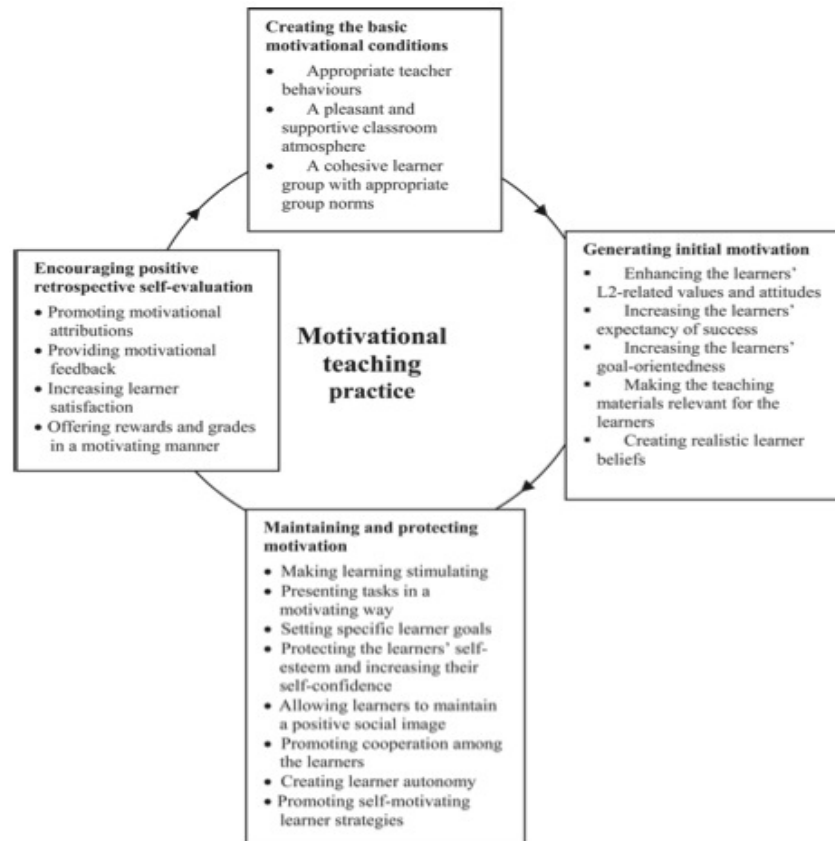 Creating the basic
motivational conditions
• Appropriate teacher
behaviours
• A pleasant and
supportive classroom
atmosphere
• A cohesive learner
group with appropriate
group norms
Generating initial motivation
▪ Enhancing the learners'
L2-related values and attitudes
▪ Increasing the learners'
expectancy of success
▪ Increasing the learners'
goal-orientedness
▪ Making the teaching
materials relevant for the
learners
▪ Creating realistic learner
beliefs
Encouraging positive
retrospective self-evaluation
• Promoting motivational
attributions
• Providing motivational
feedback
• Increasing learner
satisfaction
• Offering rewards and grades
in a motivating manner
Motivational
teaching
practice
Maintaining and protecting
motivation
• Making learning stimulating
• Presenting tasks in a
motivating way
• Setting specific learner goals
• Protecting the learners' self-
esteem and increasing their
self-confidence
• Allowing learners to maintain
a positive social image
• Promoting cooperation among
the learners
• Creating learner autonomy
• Promoting self-motivating
learner strategies